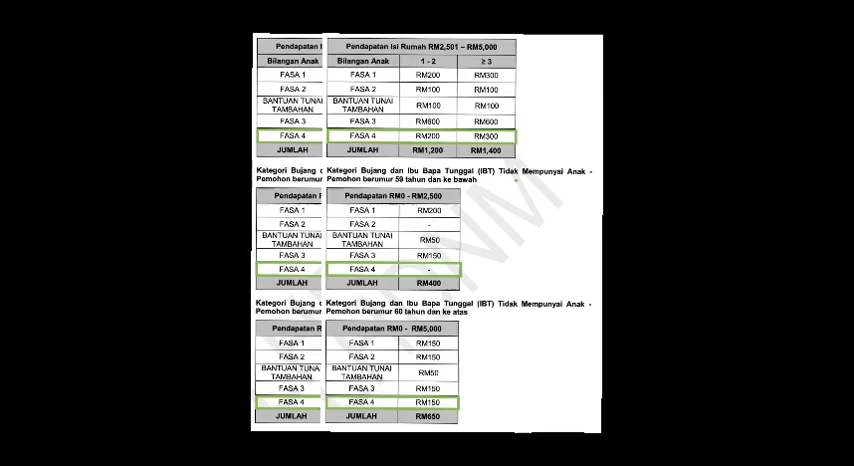 Pendapatan I Pendapatan Isi Rumah RM2,501 – RM5,000
Bilangan Anak Bilangan Anak 1 - 2 ≥ 3
FASA 1 FASA 1 RM200 RM300
FASA 2 FASA 2 RM100 RM100
BANTUAN TUNAI BANTUAN TUNAI
TAMBAHAN TAMBAHAN RM100 RM100
FASA 3 FASA 3 RM600 RM600
FASA 4 FASA 4 RM200 RM300
JUMLAH JUMLAH RM1,200 RM1,400
Kategori Bujang d Kategori Bujang dan Ibu Bapa Tunggal (IBT) Tidak Mempunyai Anak -
Pemohon berumur Pemohon berumur 59 tahun dan ke bawah
Pendapatan F Pendapatan RM0 - RM2,500
FASA 1 FASA 1 RM200
FASA 2 FASA 2 -
BANTUAN TUNAI BANTUAN TUNAI
TAMBAHAN TAMBAHAN RM50
FASA 3 FASA 3 RM150
FASA 4 FASA 4 -
JUMLAH JUMLAH RM400
Kategori Bujang d Kategori Bujang dan Ibu Bapa Tunggal (IBT) Tidak Mempunyai Anak -
Pemohon berumur Pemohon berumur 60 tahun dan ke atas
Pendapatan R Pendapatan RM0 - RM5,000
FASA 1 FASA 1 RM150
FASA 2 FASA 2 RM150
BANTUAN TUNAI BANTUAN TUNAI
TAMBAHAN TAMBAHAN RM50
FASA 3 FASA 3 RM150
FASA 4 FASA 4 RM150
JUMLAH JUMLAH RM650